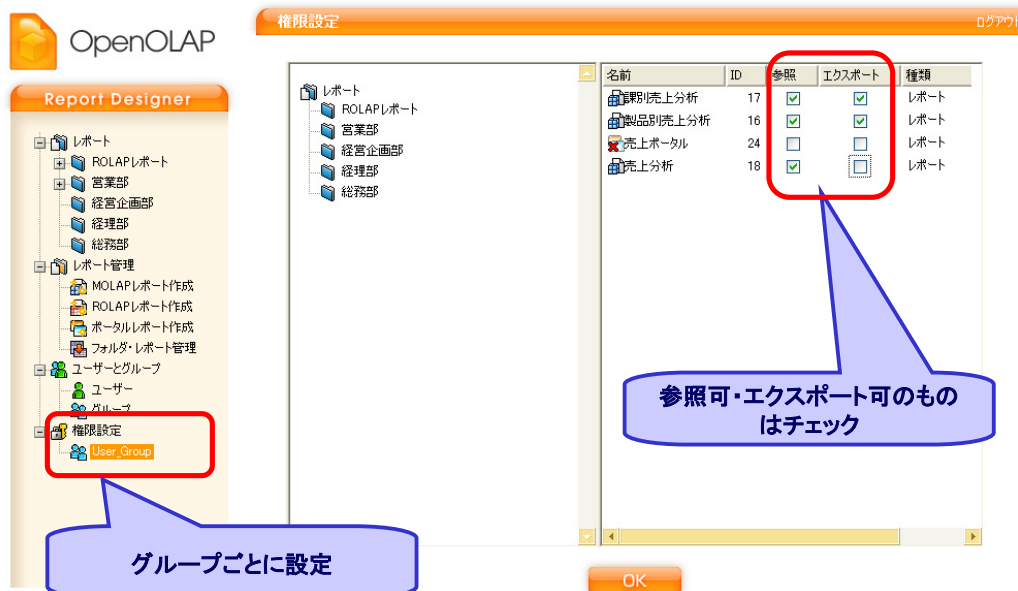 OpenOLAP
権限設定
ログアウト
Report Designer
レポート
ROLAPレポート
営業部
経営企画部
経理部
総務部
レポート管理
MOLAPレポート作成
ROLAPレポート作成
ポータルレポート作成
フォルダ・レポート管理
ユーザーとグループ
ユーザー
グループ
権限設定
User_Group
レポート
ROLAPレポート
営業部
経営企画部
経理部
総務部
名前 ID 参照 エクスポート 種類
課別売上分析 17 レポート
製品別売上分析 16 レポート
売上ポータル 24 レポート
売上分析 18 レポート
参照可・エクスポート可のもの
はチェック
グループごとに設定
OK